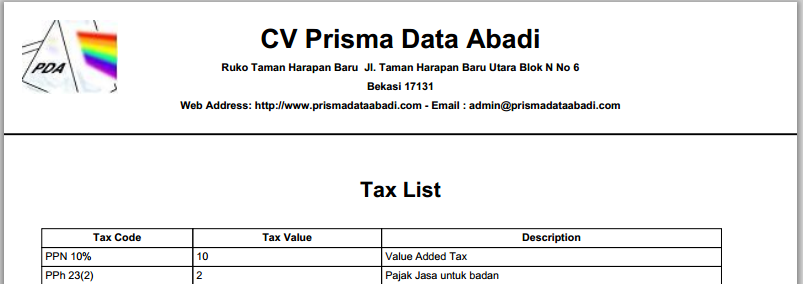 PDA
CV Prisma Data Abadi
Ruko Taman Harapan Baru Jl. Taman Harapan Baru Utara Blok N No 6
Bekasi 17131
Web Address: http://www.prismadataabadi.com - Email : admin@prismadataabadi.com
Tax List
Tax Code Tax Value Description
PPN 10% 10 Value Added Tax
PPh 23(2) 2 Pajak Jasa untuk badan